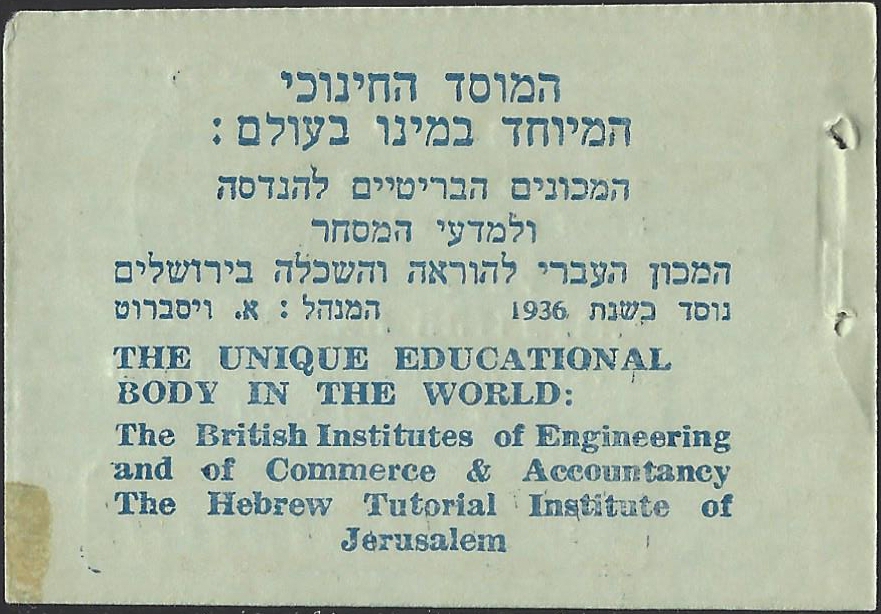 המוסד החינוכי
המיוחד במינו בעולם:
המכונים הבריטיים להנדסה
ולמדעי המסחר
המכון העברי להוראה והשכלה בירושלים
נוסד בשנת 1936 המנהל: א. ויסברוט
THE UNIQUE EDUCATIONAL
BODY IN THE WORLD:
The British Institutes of Engineering
and of Commerce & Accountancy
The Hebrew Tutorial Institute of
Jerusalem